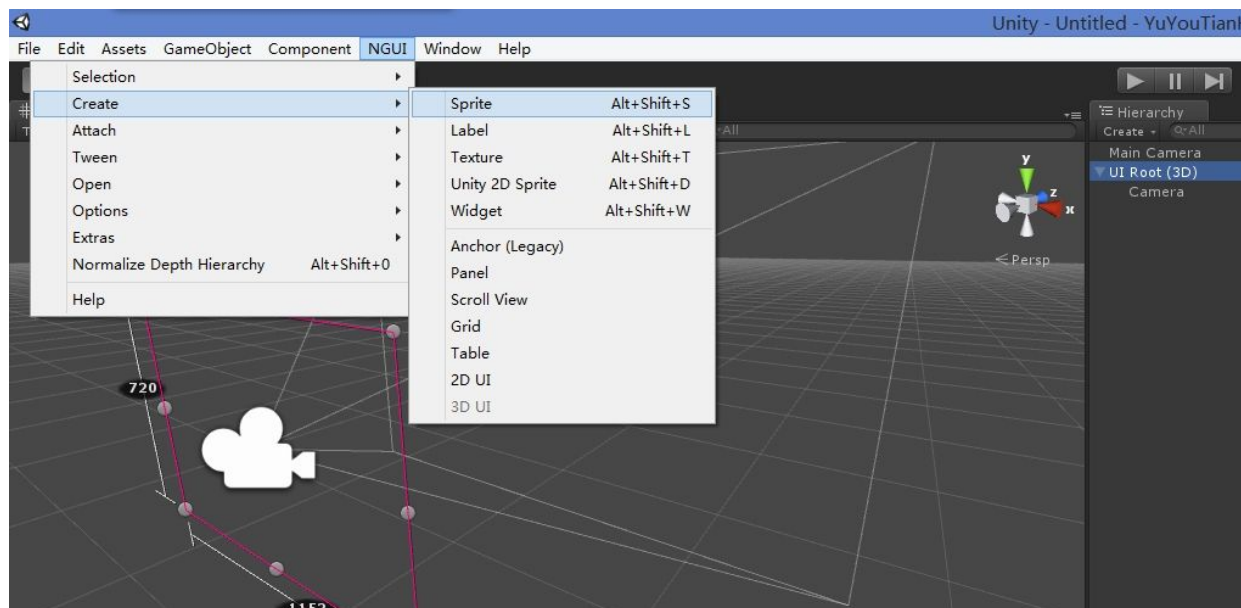 Unity - Untitled - YuYouTian
File Edit Assets GameObject Component NGUI Window Help
Selection
Create
Attach
Tween
Open
Options
Extras
Normalize Depth Hierarchy Alt+Shift+0
Help
Sprite Alt+Shift+S
Label Alt+Shift+L
Texture Alt+Shift+T
Unity 2D Sprite Alt+Shift+D
Widget Alt+Shift+W
Anchor (Legacy)
Panel
Scroll View
Grid
Table
2D UI
3D UI
All
y
z
x
Persp
720
1152
Hierarchy
Create All
Main Camera
UI Root (3D)
Camera